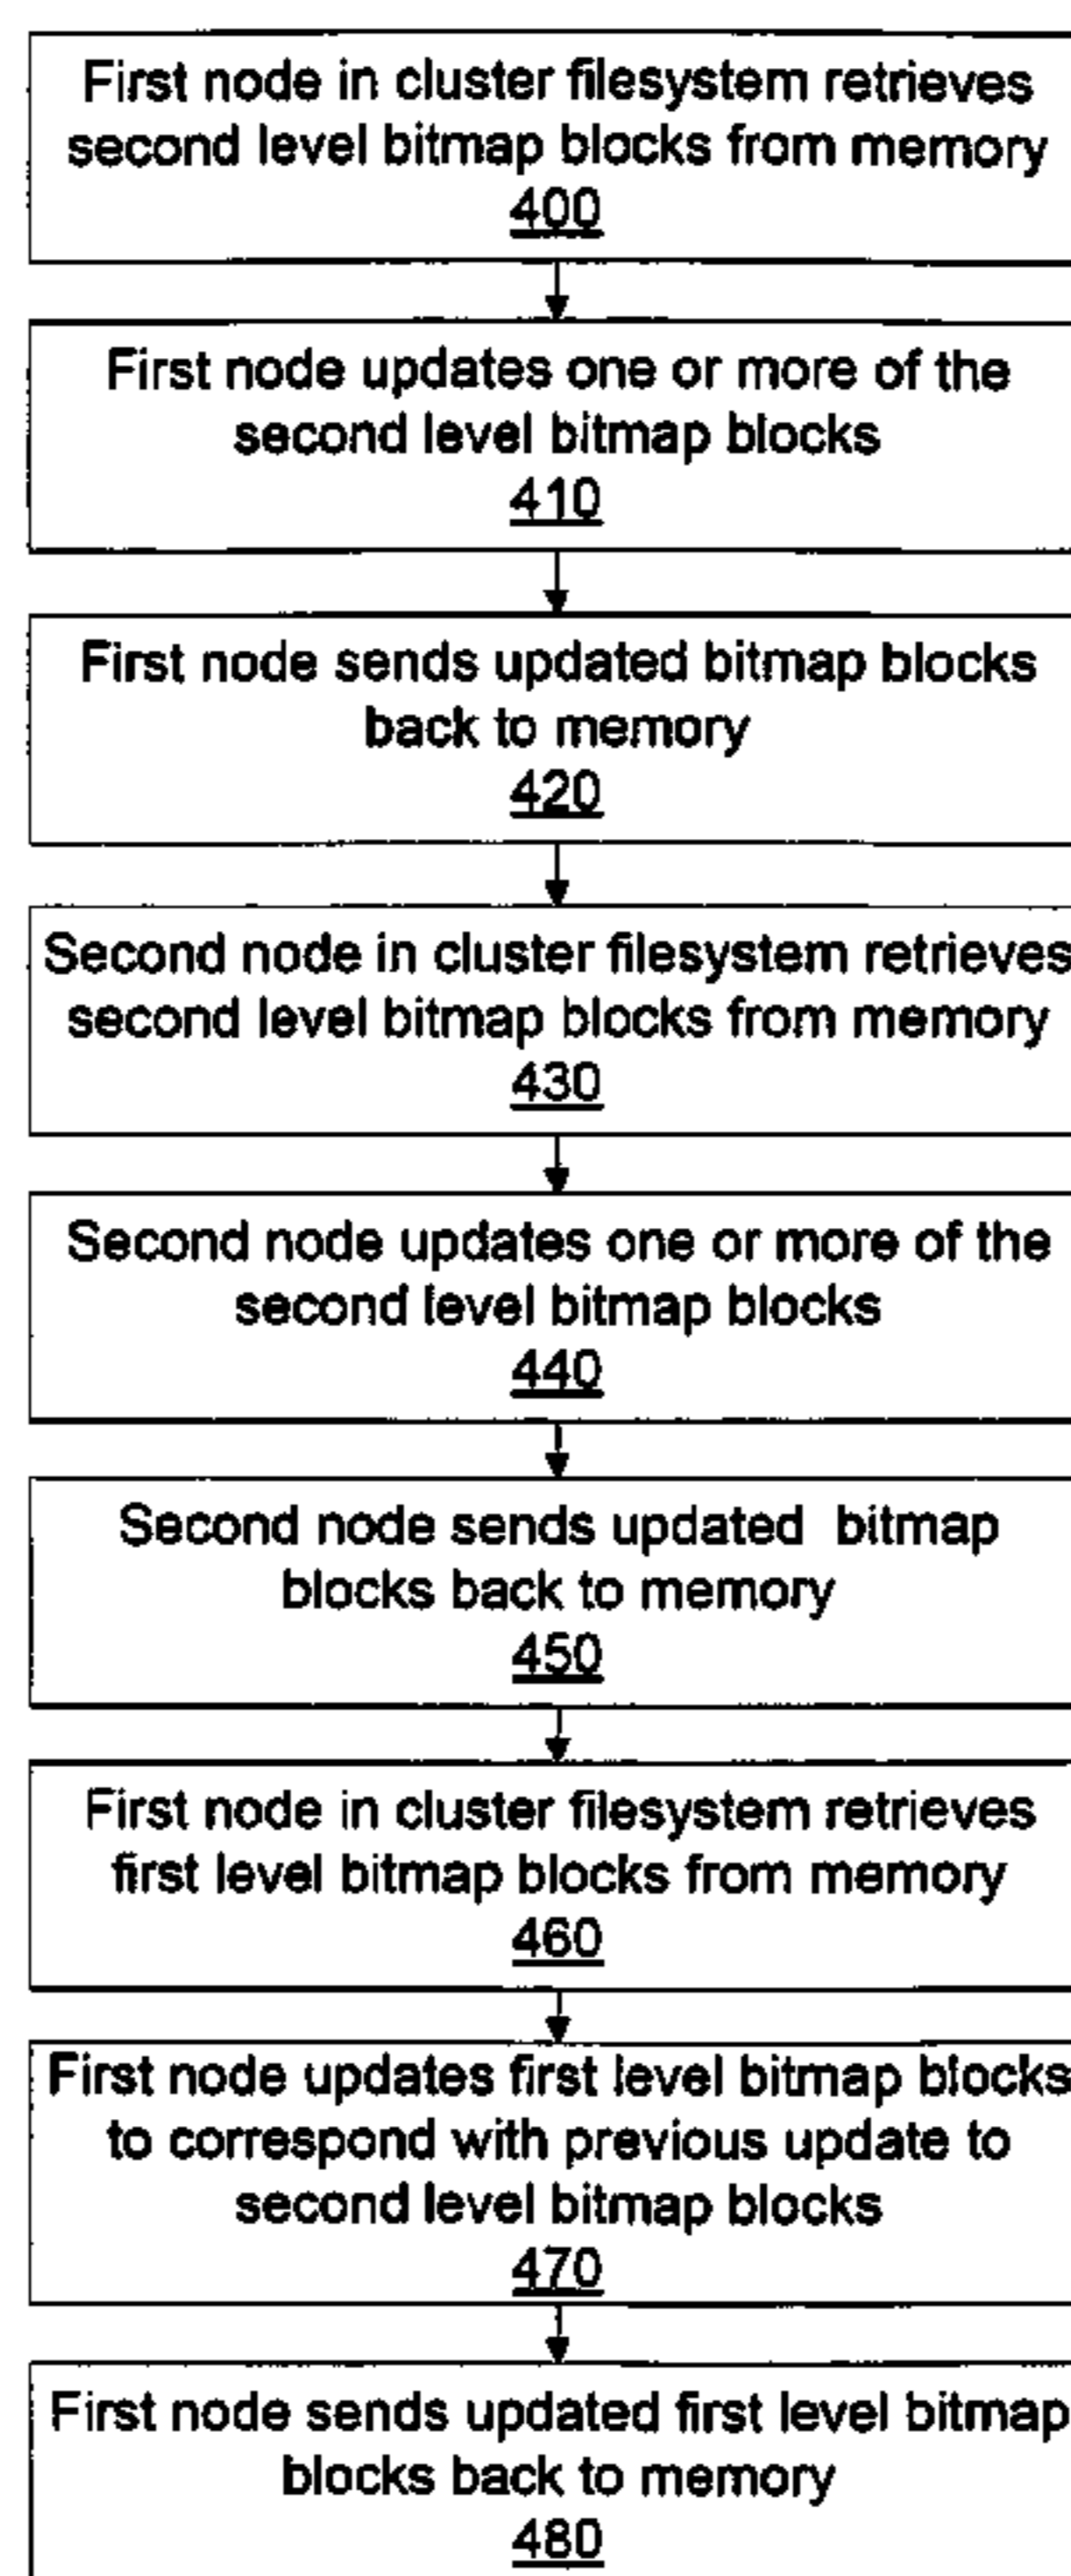 First node in cluster filesystem retrieves
second level bitmap blocks from memory
400
First node updates one or more of the
second level bitmap blocks
410
First node sends updated bitmap blocks
back to memory
420
Second node in cluster filesystem retrieves
second level bitmap blocks from memory
430
Second node updates one or more of the
second level bitmap blocks
440
Second node sends updated bitmap
blocks back to memory
450
First node in cluster filesystem retrieves
first level bitmap blocks from memory
460
First node updates first level bitmap blocks
to correspond with previous update to
second level bitmap blocks
470
First node sends updated first level bitmap
blocks back to memory
480